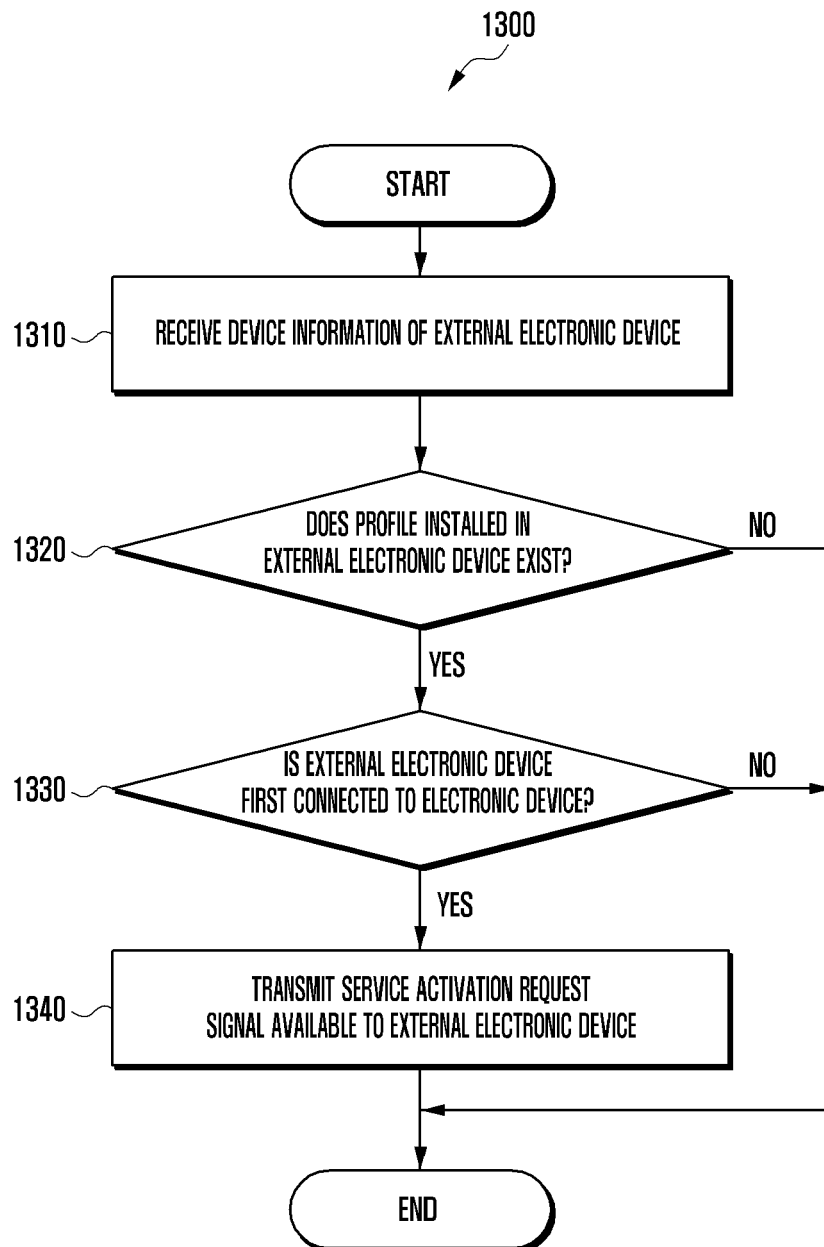 1300
START
1310
RECEIVE DEVICE INFORMATION OF EXTERNAL ELECTRONIC DEVICE
1320
DOES PROFILE INSTALLED IN
EXTERNAL ELECTRONIC DEVICE EXIST?
NO
YES
1330
IS EXTERNAL ELECTRONIC DEVICE
FIRST CONNECTED TO ELECTRONIC DEVICE?
NO
YES
1340
TRANSMIT SERVICE ACTIVATION REQUEST
SIGNAL AVAILABLE TO EXTERNAL ELECTRONIC DEVICE
END